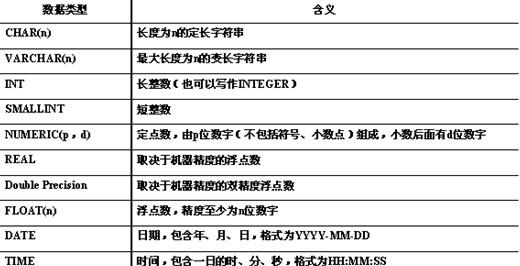 数据类型 含义
CHAR(n) 长度为n的定长字符串
VARCHAR(n) 最大长度为n的变长字符串
INT 长整数（也可以写作INTEGER）
SMALLINT 短整数
NUMERIC(p，d) 定点数，由p位数字（不包括符号、小数点）组成，小数后面有d位数字
REAL 取决于机器精度的浮点数
Double Precision 取决于机器精度的双精度浮点数
FLOAT(n) 浮点数，精度至少为n位数字
DATE 日期，包含年、月、日，格式为YYYY-MM-DD
TIME 时间，包含一日的时、分、秒，格式为HH:MM:SS